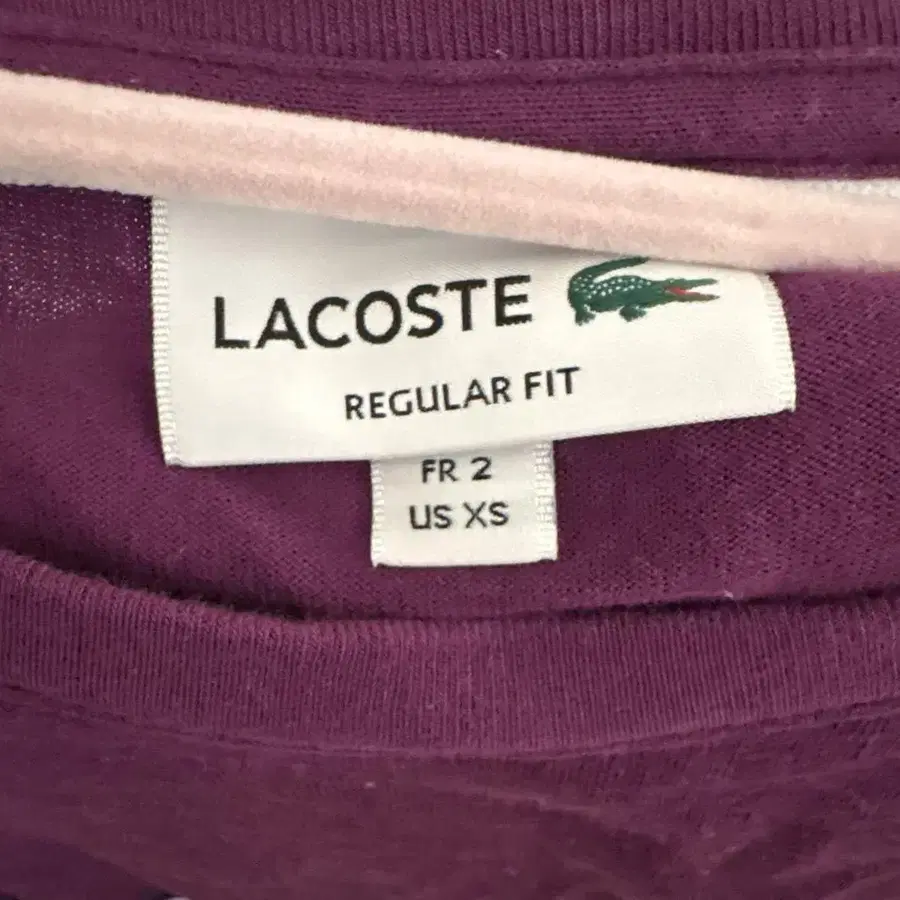 LACOSTE
REGULAR FIT
FR 2
US XS